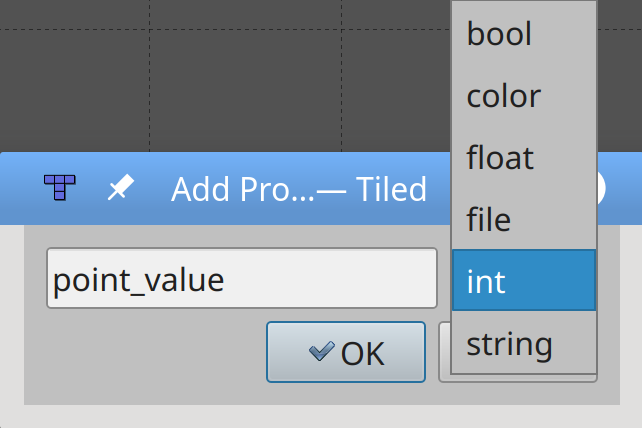 bool
color
float
file
int
string
Add Pro...— Tiled
point_value
OK